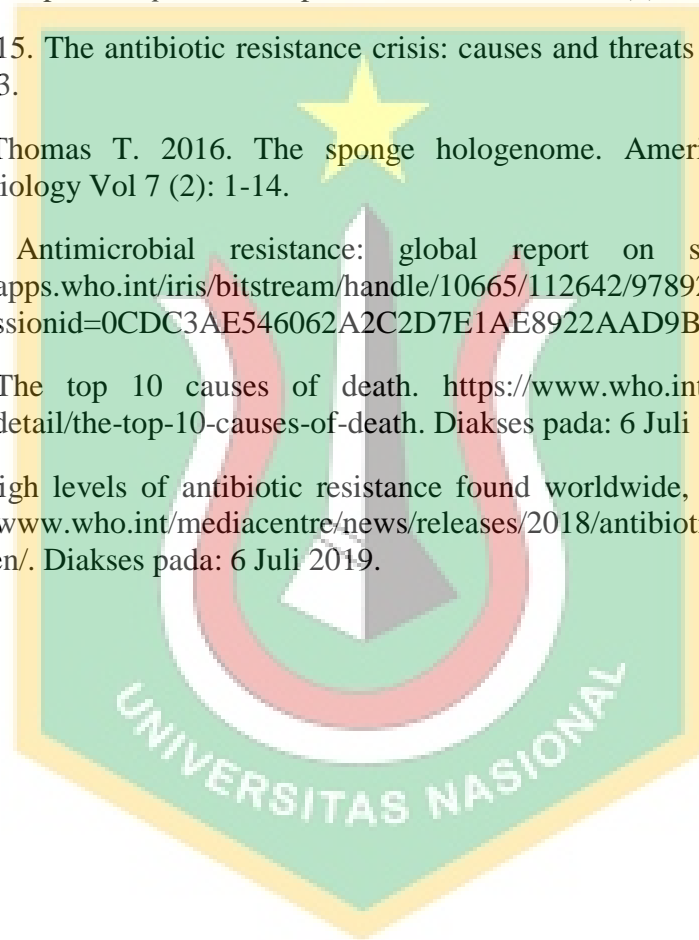 15. The antibiotic resistance crisis: causes and threats
3.
Thomas T. 2016. The sponge hologenome. Ameri
iology Vol 7 (2): 1-14.
Antimicrobial resistance: global report on s
apps.who.int/iris/bitstream/handle/10665/112642/9789
ssionid=0CDC3AE546062A2C2D7E1AE8922AAD9B
The top 10 causes of death. https://www.who.int
detail/the-top-10-causes-of-death. Diakses pada: 6 Juli
igh levels of antibiotic resistance found worldwide,
www.who.int/mediacentre/news/releases/2018/antibioti
en/. Diakses pada: 6 Juli 2019.
UNIVERSITAS NASIONAL